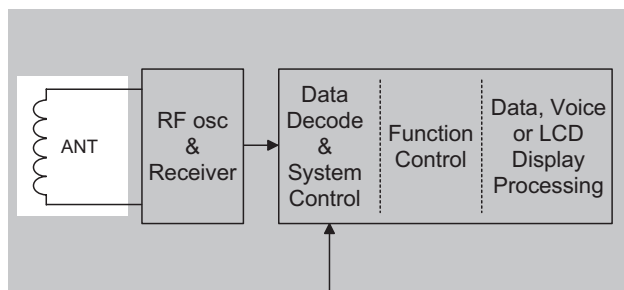 ANT
RF osc
&
Receiver
Data
Decode
&
System
Control
Function
Control
Data, Voice
or LCD
Display
Processing